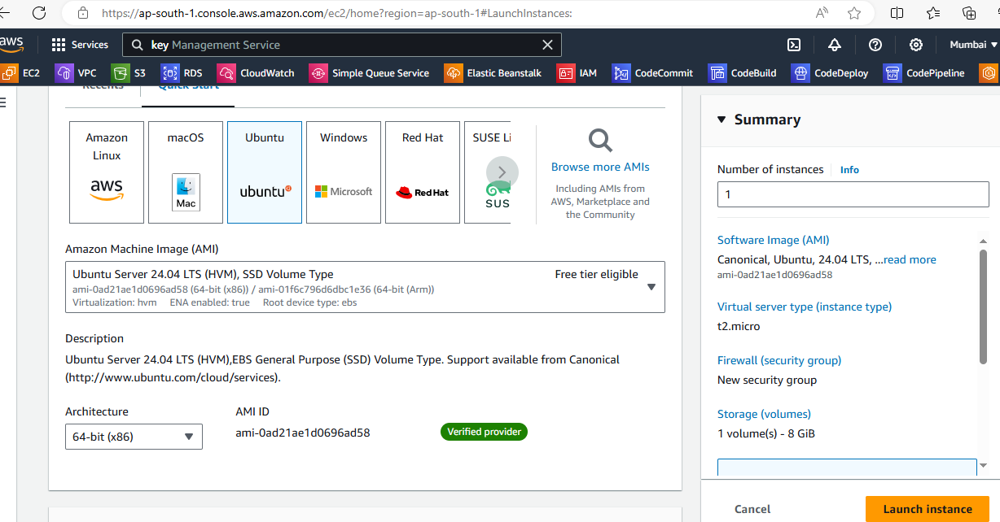 https://ap-south-1.console.aws.amazon.com/ec2/home?region=ap-south-1#LaunchInstances:
aws
Services
key Management Service
Mumbai
EC2
VPC
S3
RDS
CloudWatch
Simple Queue Service
Elastic Beanstalk
IAM
CodeCommit
CodeBuild
CodeDeploy
CodePipeline
Recents
Quick Start
Amazon
Linux
aws
macOS
Mac
Ubuntu
ubuntu
Windows
Microsoft
Red Hat
Red Hat
SUSE Li
SUS
Browse more AMIs
Including AMIs from
AWS, Marketplace and
the Community
Amazon Machine Image (AMI)
Ubuntu Server 24.04 LTS (HVM), SSD Volume Type
Free tier eligible
ami-0ad21ae1d0696ad58 (64-bit (x86)) / ami-01f6c796d6dbc1e36 (64-bit (Arm))
Virtualization: hvm ENA enabled: true Root device type: ebs
Description
Ubuntu Server 24.04 LTS (HVM),EBS General Purpose (SSD) Volume Type. Support available from Canonical
(http://www.ubuntu.com/cloud/services).
Architecture
64-bit (x86)
AMI ID
ami-0ad21ae1d0696ad58
Verified provider
Summary
Number of instances
Info
1
Software Image (AMI)
Canonical, Ubuntu, 24.04 LTS, ...read more
ami-0ad21ae1d0696ad58
Virtual server type (instance type)
t2.micro
Firewall (security group)
New security group
Storage (volumes)
1 volume(s) - 8 GiB
Cancel
Launch instance